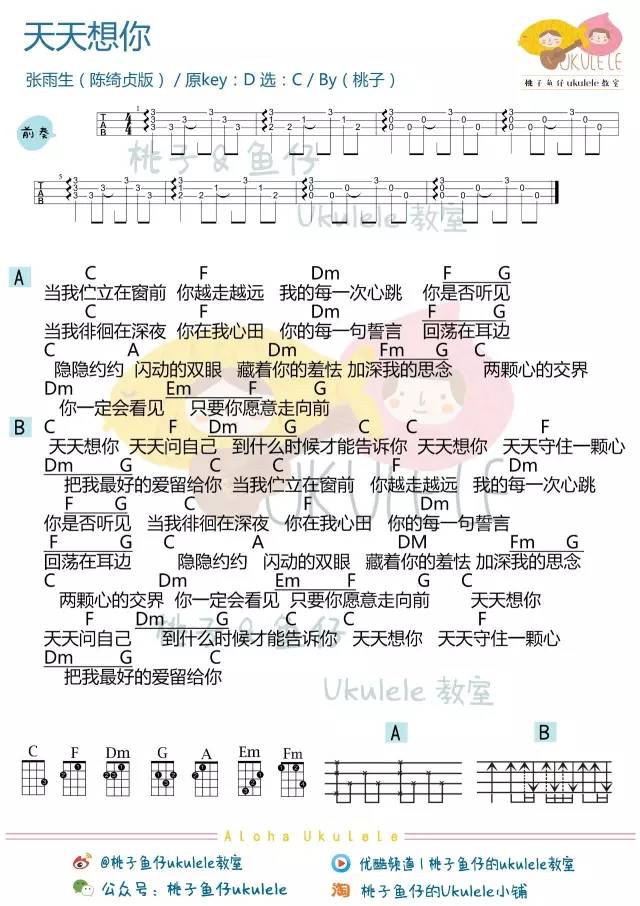 天天想你
UKULELE
桃子鱼仔ukulele教室
张雨生（陈绮贞版）/ 原key：D 选：C / By（桃子）
前奏
桃子&鱼仔
Ukulele 教室
A
C F Dm F G
当我伫立在窗前 你越走越远 我的每一次心跳 你是否听见
C F Dm F G
当我徘徊在深夜 你在我心田 你的每一句誓言 回荡在耳边
C A Dm Fm G C
隐隐约约 闪动的双眼 藏着你的羞怯 加深我的思念 两颗心的交界
Dm Em F G
你一定会看见 只要你愿意走向前
B
C F Dm G C C F
天天想你 天天问自己 到什么时候才能告诉你 天天想你 天天守住一颗心
Dm G C C F Dm
把我最好的爱留给你 当我伫立在窗前 你越走越远 我的每一次心跳
F G C F Dm
你是否听见 当我徘徊在深夜 你在我心田 你的每一句誓言
F G C A DM Fm G
回荡在耳边 隐隐约约 闪动的双眼 藏着你的羞怯 加深我的思念
C Dm Em F G C
两颗心的交界 你一定会看见 只要你愿意走向前 天天想你
F Dm G C C F
天天问自己 到什么时候才能告诉你 天天想你 天天守住一颗心
Dm G C
把我最好的爱留给你
UKULELE
桃子&鱼仔
Ukulele 教室
C F Dm G A Em Fm
A B
Aloha Ukulele
@桃子鱼仔ukulele教室
优酷频道 | 桃子鱼仔的ukulele教室
公众号：桃子鱼仔ukulele
淘 桃子鱼仔的Ukulele小铺